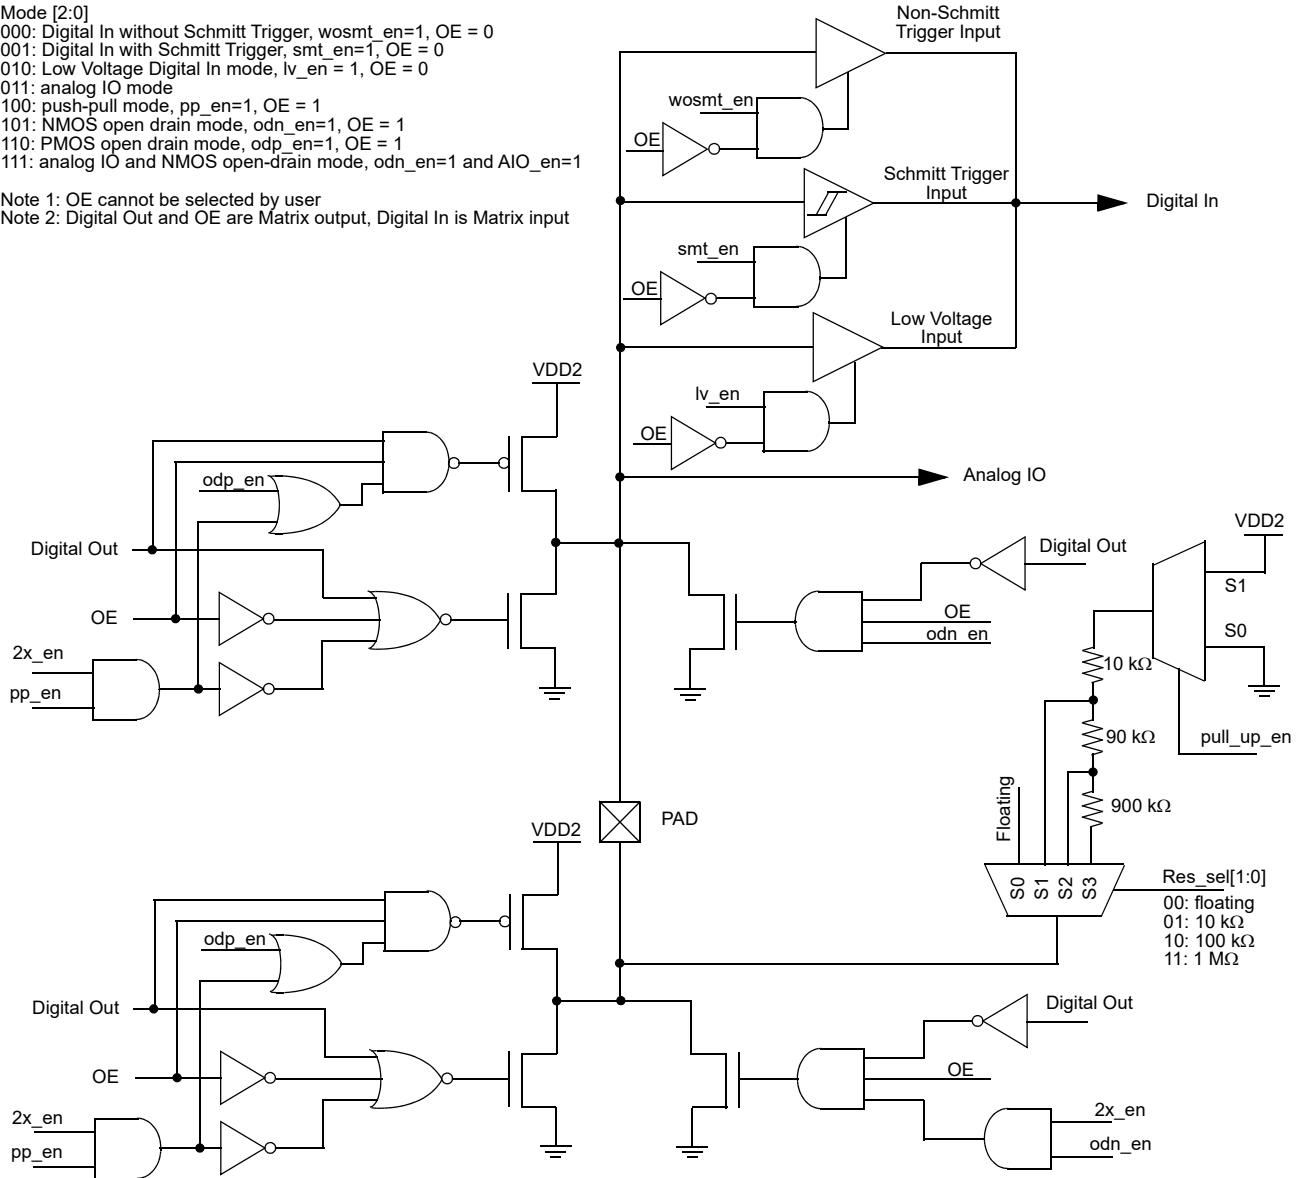 Mode [2:0]
000: Digital In without Schmitt Trigger, wosmt_en=1, OE = 0
001: Digital In with Schmitt Trigger, smt_en=1, OE = 0
010: Low Voltage Digital In mode, lv_en = 1, OE = 0
011: analog IO mode
100: push-pull mode, pp_en=1, OE = 1
101: NMOS open drain mode, odn_en=1, OE = 1
110: PMOS open drain mode, odp_en=1, OE = 1
111: analog IO and NMOS open-drain mode, odn_en=1 and AIO_en=1
Note 1: OE cannot be selected by user
Note 2: Digital Out and OE are Matrix output, Digital In is Matrix input
Non-Schmitt
Trigger Input
wosmt_en
OE
Schmitt Trigger
Input
Digital In
smt_en
OE
Low Voltage
Input
lv_en
OE
Analog IO
VDD2
odp_en
Digital Out
OE
2x_en
pp_en
Digital Out
OE
odn_en
VDD2
S1
S0
10 kΩ
90 kΩ
pull_up_en
900 kΩ
Floating
S0
S1
S2
S3
Res_sel[1:0]
00: floating
01: 10 kΩ
10: 100 kΩ
11: 1 MΩ
PAD
VDD2
odp_en
Digital Out
OE
2x_en
pp_en
Digital Out
OE
2x_en
odn_en